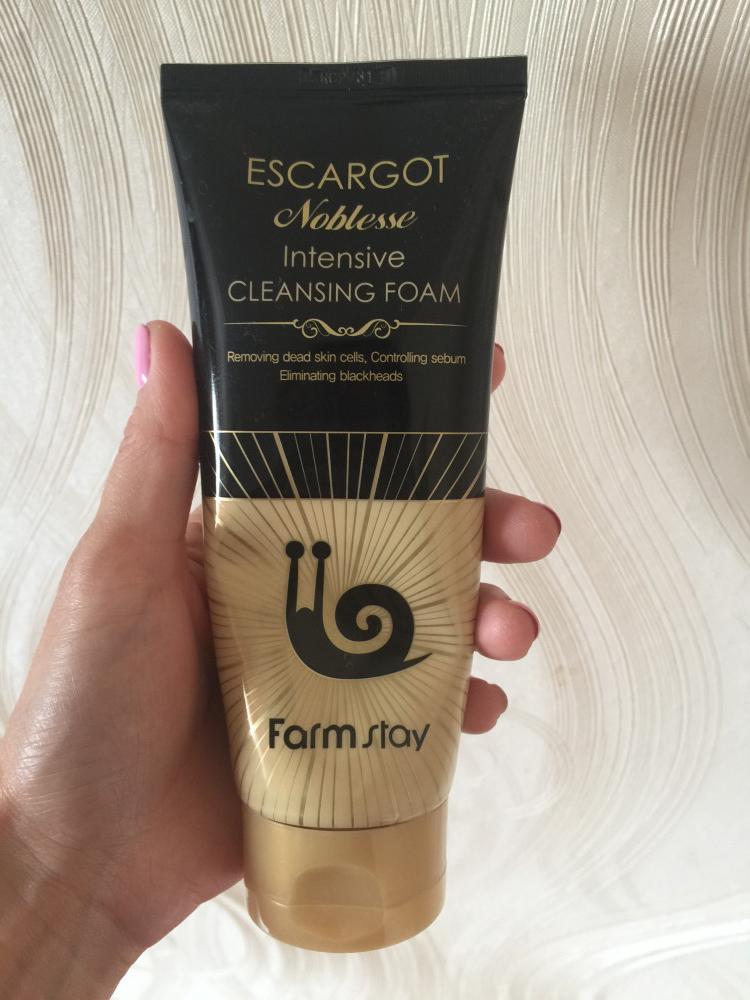 ESCARGOT
Noblesse
Intensive
CLEANSING FOAM
Removing dead skin cells, Controlling sebum
Eliminating blackheads
Farmstay